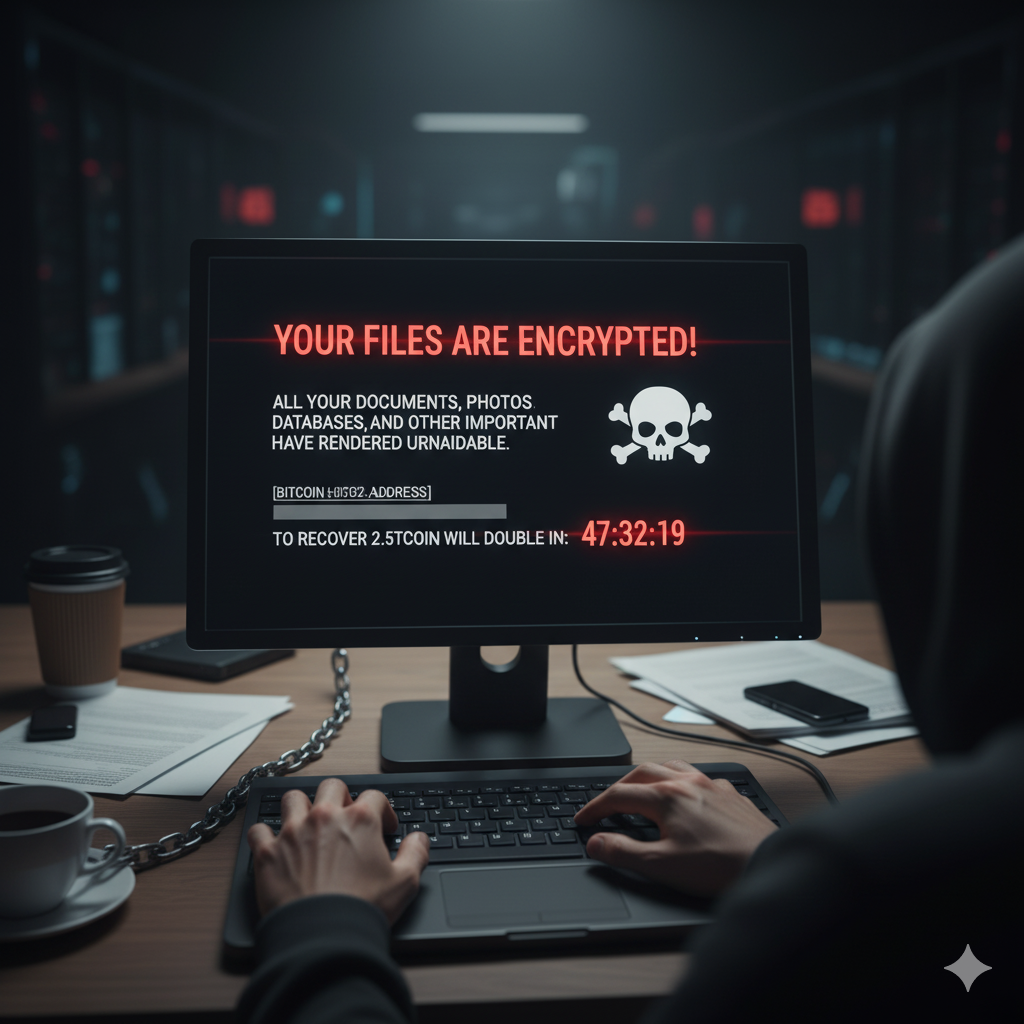 YOUR FILES ARE ENCRYPTED!
ALL YOUR DOCUMENTS, PHOTOS.
DATABASES, AND OTHER IMPORTANT
HAVE RENDERED URNAIDABLE.
[BITCOIN ADDRESS]
TO RECOVER 2.5TCOIN WILL DOUBLE IN: 47:32:19